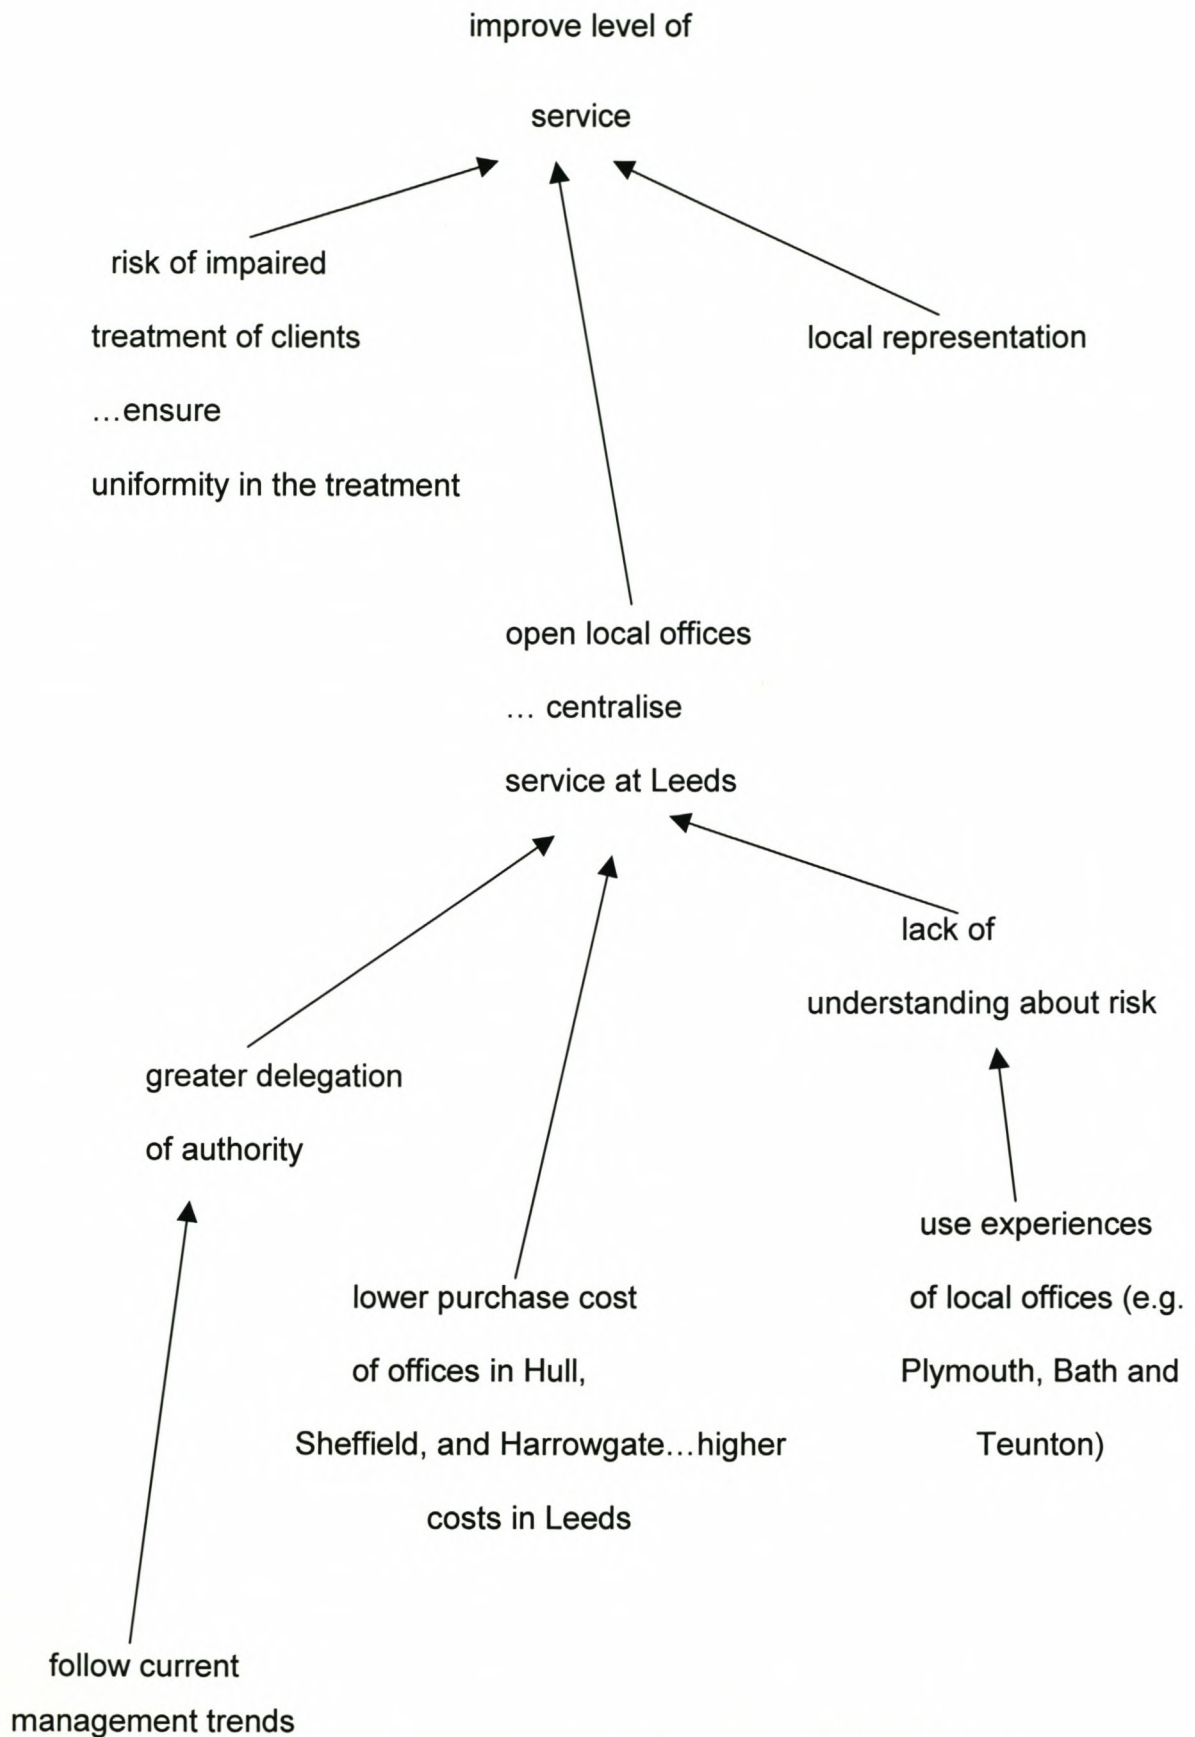 improve level of
service
risk of impaired
treatment of clients
…ensure
uniformity in the treatment
local representation
open local offices
… centralise
service at Leeds
greater delegation
of authority
lack of
understanding about risk
lower purchase cost
of offices in Hull,
Sheffield, and Harrowgate…higher
costs in Leeds
use experiences
of local offices (e.g.
Plymouth, Bath and
Teunton)
follow current
management trends